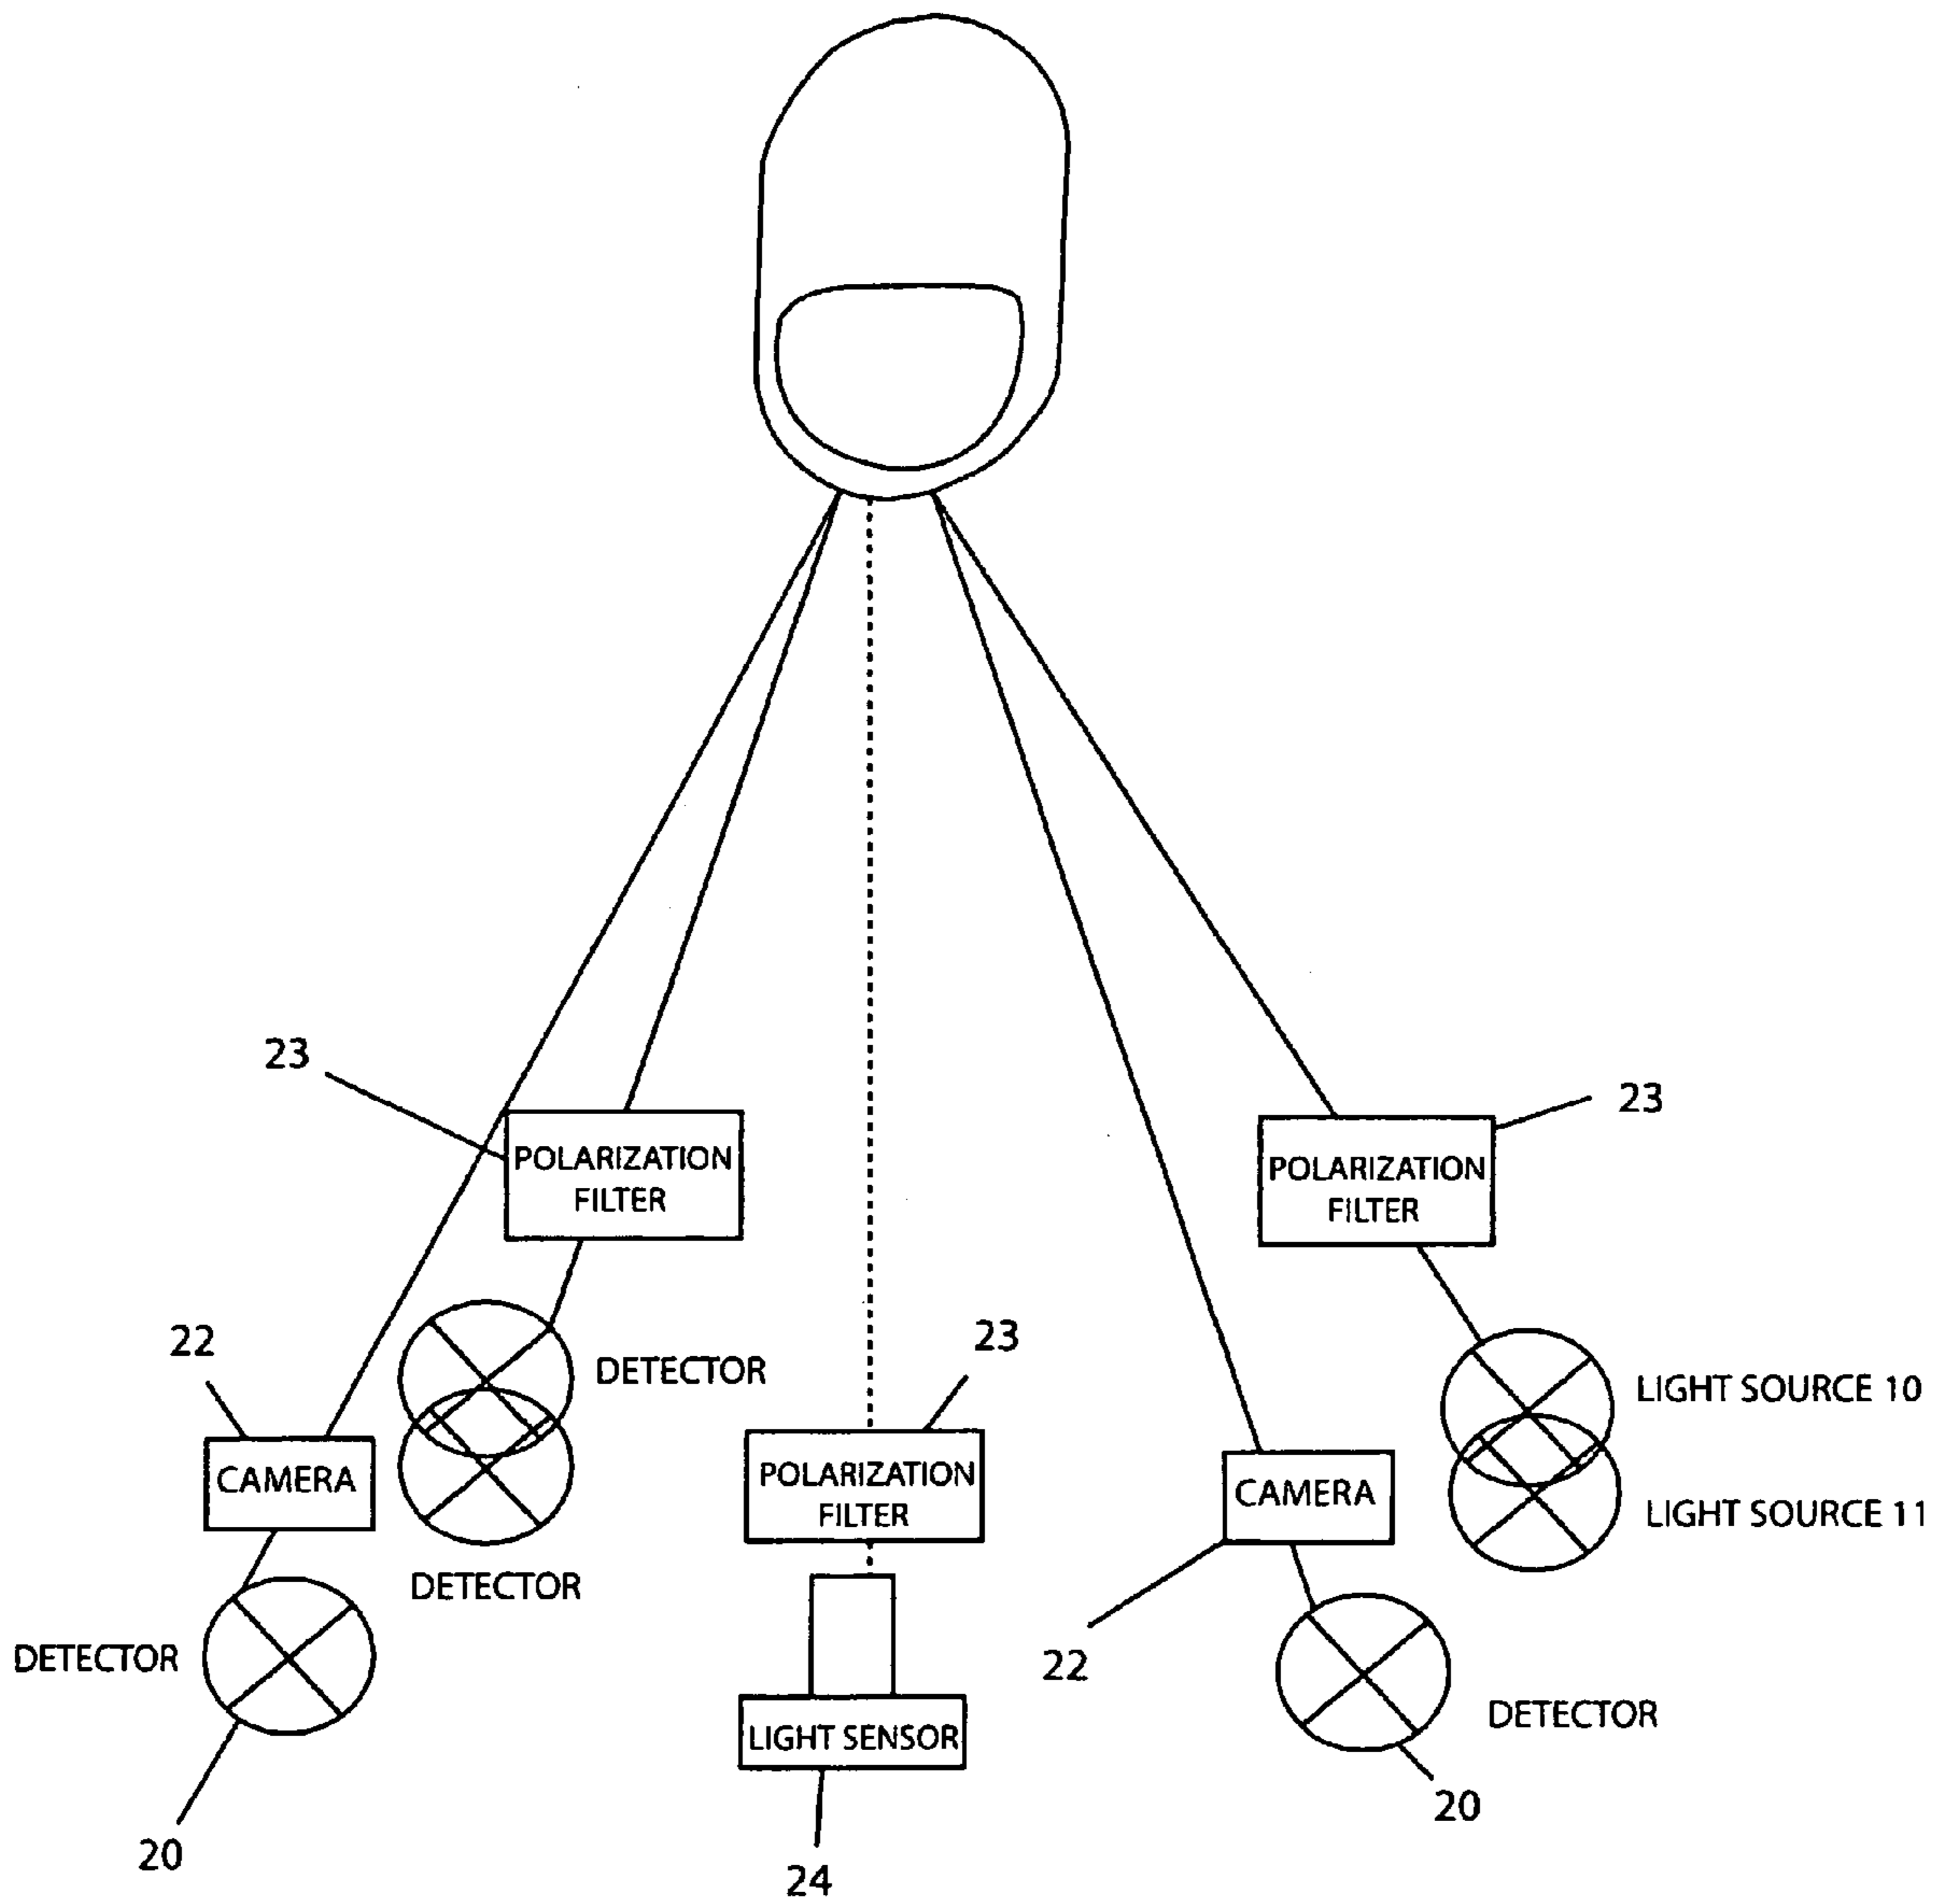 23
23
POLARIZATION
FILTER
POLARIZATION
FILTER
22
23
DETECTOR
LIGHT SOURCE 10
CAMERA
POLARIZATION
FILTER
CAMERA
LIGHT SOURCE 11
DETECTOR
DETECTOR
22
LIGHT SENSOR
DETECTOR
20
20
24